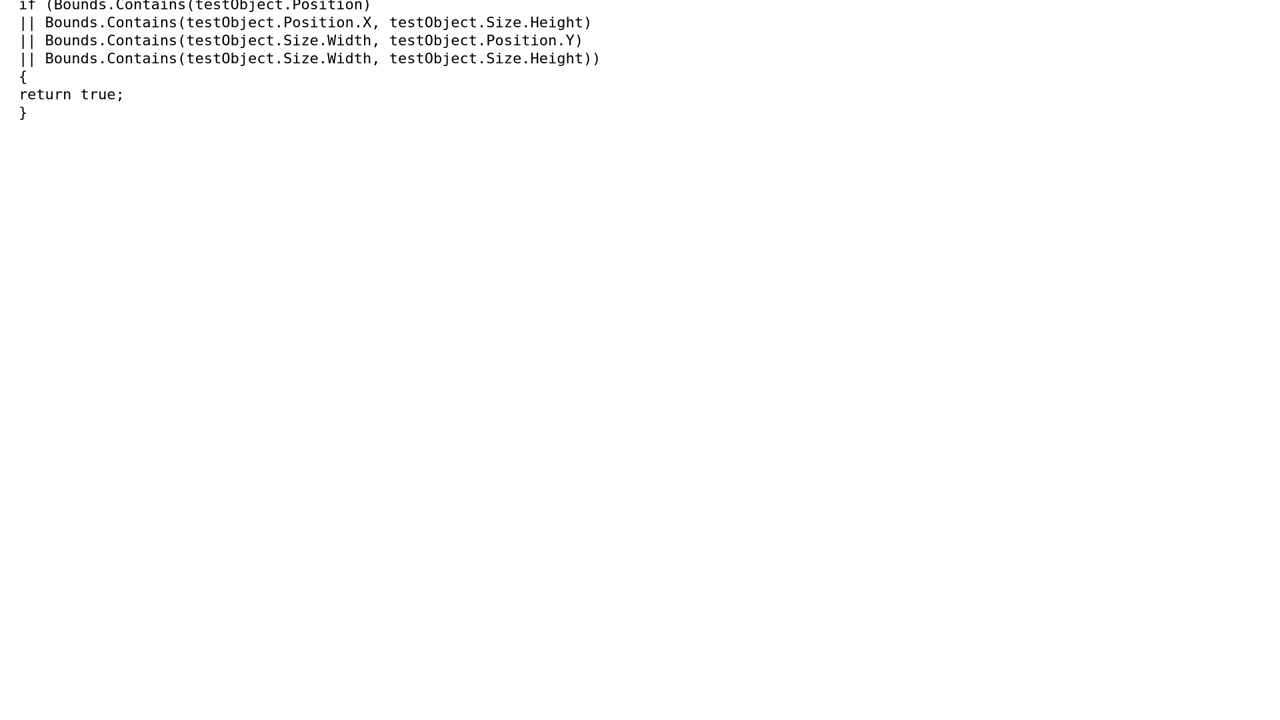 if (Bounds.Contains(testObject.Position)
|| Bounds.Contains(testObject.Position.X, testObject.Size.Height)
|| Bounds.Contains(testObject.Size.Width, testObject.Position.Y)
|| Bounds.Contains(testObject.Size.Width, testObject.Size.Height))
{
return true;
}